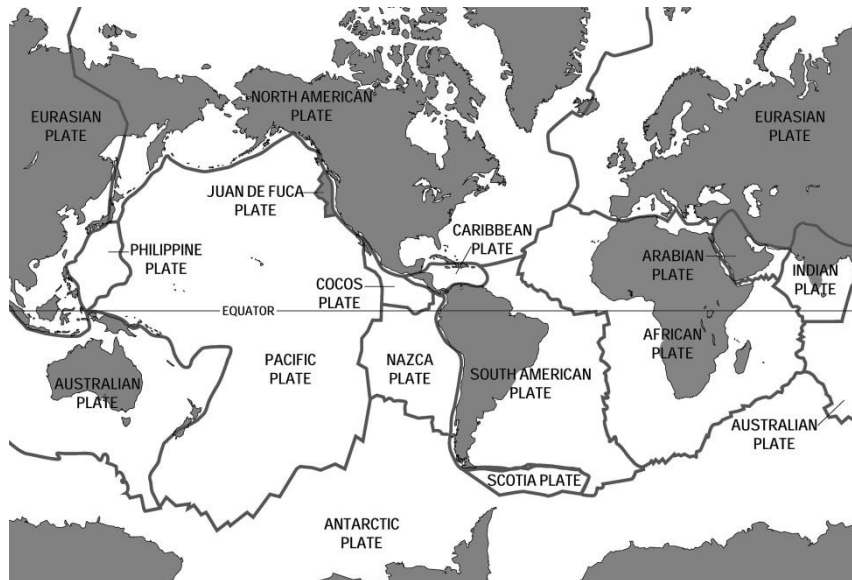 NORTH AMERICAN
PLATE
EURASIAN
PLATE
EURASIAN
PLATE
JUAN DE FUCA
PLATE
CARIBBEAN
PLATE
PHILIPPINE
PLATE
ARABIAN
PLATE
INDIAN
PLATE
COCOS
PLATE
EQUATOR
PACIFIC
PLATE
NAZCA
PLATE
AFRICAN
PLATE
SOUTH AMERICAN
PLATE
AUSTRALIAN
PLATE
AUSTRALIAN
PLATE
SCOTIA PLATE
ANTARCTIC
PLATE